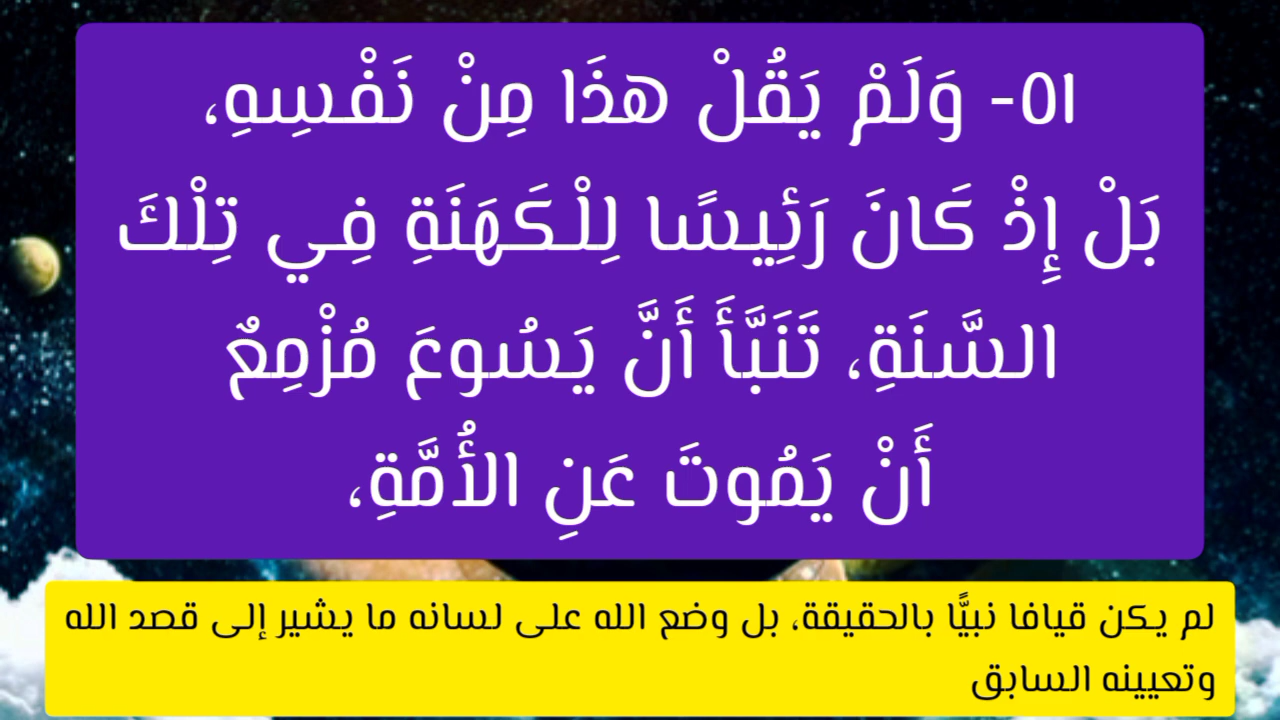 ٥١- وَلَمْ يَقُلْ هذَا مِنْ نَفْسِهِ،
بَلْ إِذْ كَانَ رَئِيسًا لِلْكَهَنَةِ فِي تِلْكَ
السَّنَةِ، تَنَبَّأَ أَنَّ يَسُوعَ مُزْمِعٌ
أَنْ يَمُوتَ عَنِ الأُمَّةِ،
لم يكن قيافا نبيًّا بالحقيقة، بل وضع الله على لسانه ما يشير إلى قصد الله
وتعيينه السابق